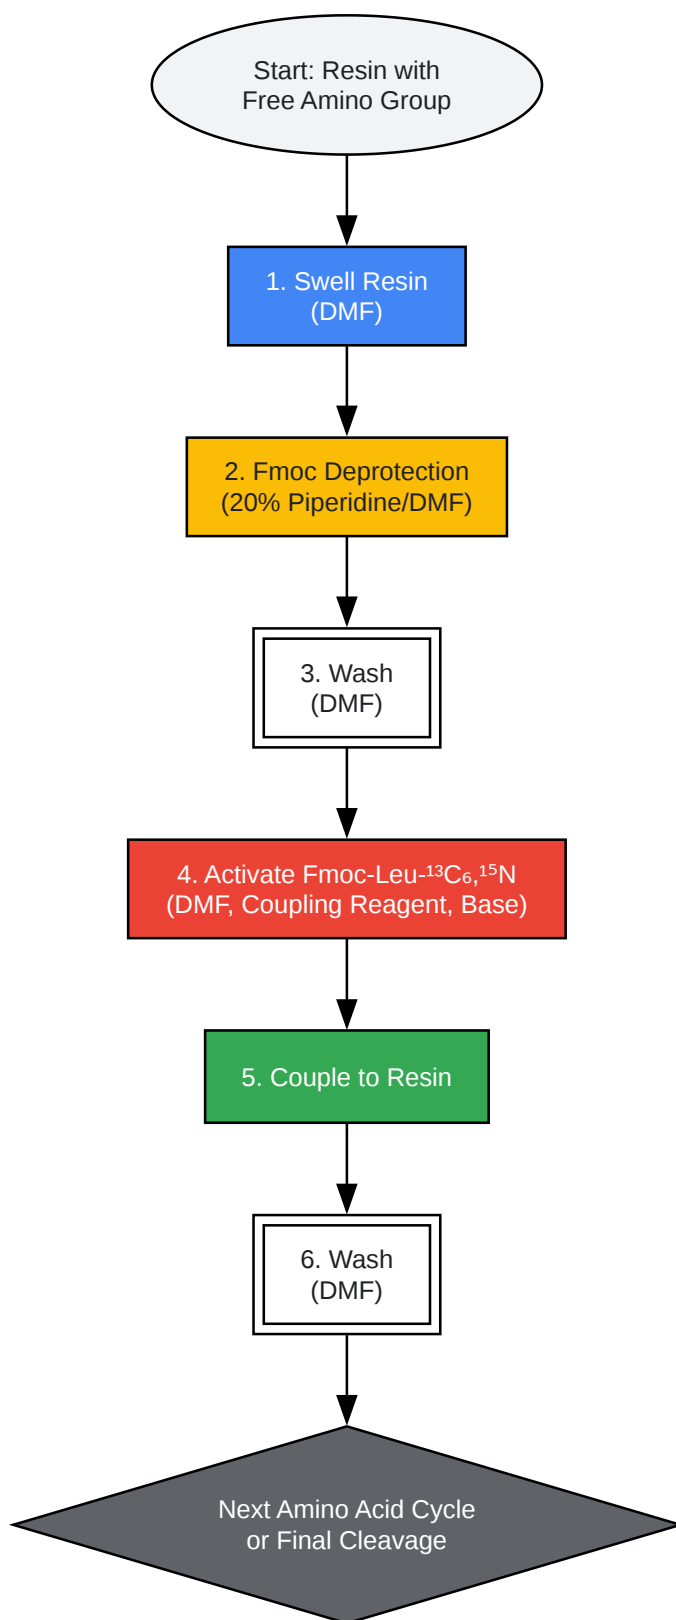 Start: Resin with
Free Amino Group
1. Swell Resin
(DMF)
2. Fmoc Deprotection
(20% Piperidine/DMF)
3. Wash
(DMF)
4. Activate Fmoc-Leu-¹³C₆,¹⁵N
(DMF, Coupling Reagent, Base)
5. Couple to Resin
6. Wash
(DMF)
Next Amino Acid Cycle
or Final Cleavage